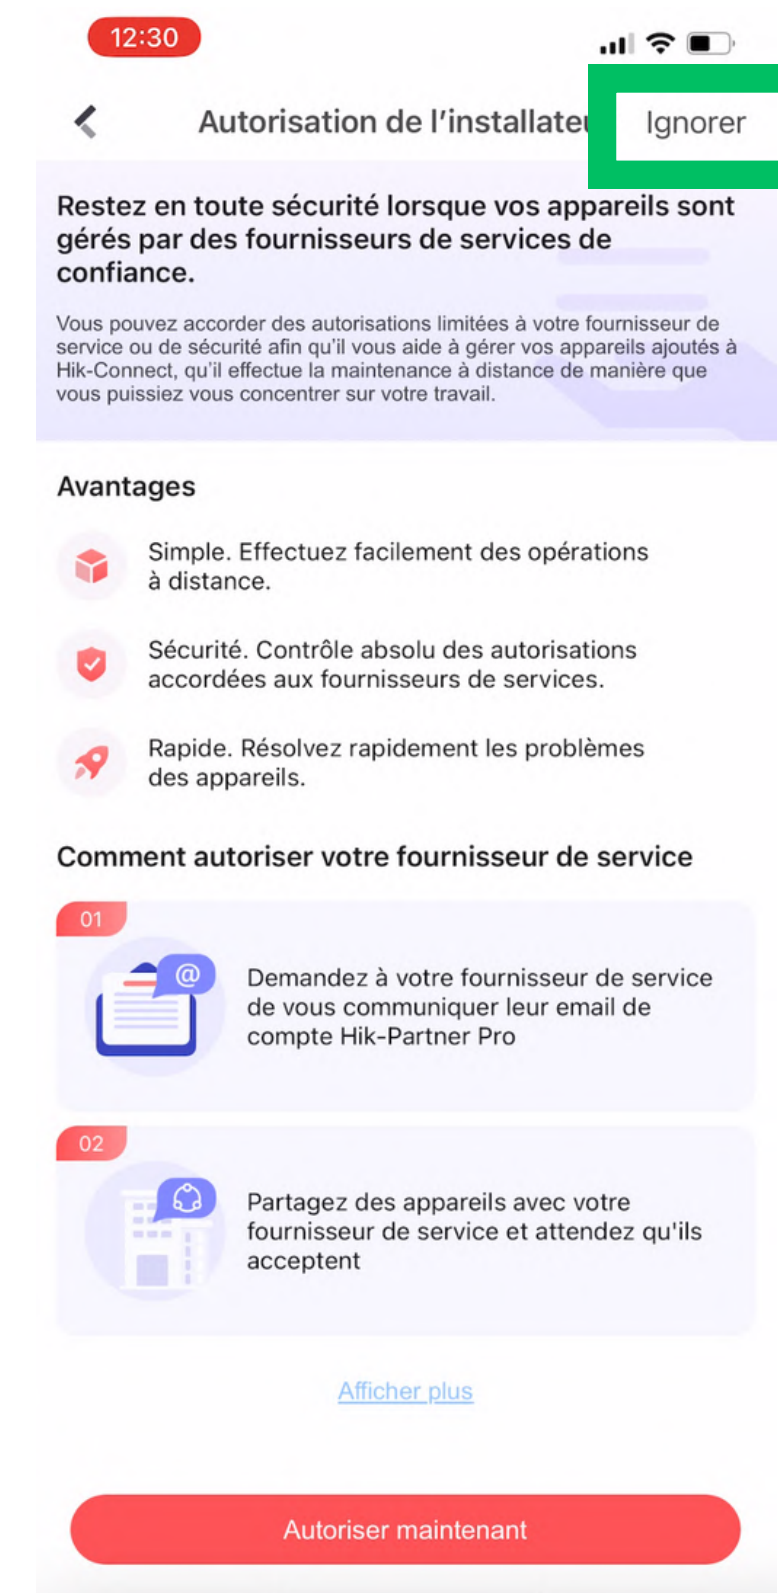 12:30
Autorisation de l'installateu
Ignorer
Restez en toute sécurité lorsque vos appareils sont
gérés par des fournisseurs de services de
confiance.
Vous pouvez accorder des autorisations limitées à votre fournisseur de
service ou de sécurité afin qu'il vous aide à gérer vos appareils ajoutés à
Hik-Connect, qu'il effectue la maintenance à distance de manière que
vous puissiez vous concentrer sur votre travail.
Avantages
Simple. Effectuez facilement des opérations
à distance.
Sécurité. Contrôle absolu des autorisations
accordées aux fournisseurs de services.
Rapide. Résolvez rapidement les problèmes
des appareils.
Comment autoriser votre fournisseur de service
01
@
Demandez à votre fournisseur de service
de vous communiquer leur email de
compte Hik-Partner Pro
02
Partagez des appareils avec votre
fournisseur de service et attendez qu'ils
acceptent
Afficher plus
Autoriser maintenant